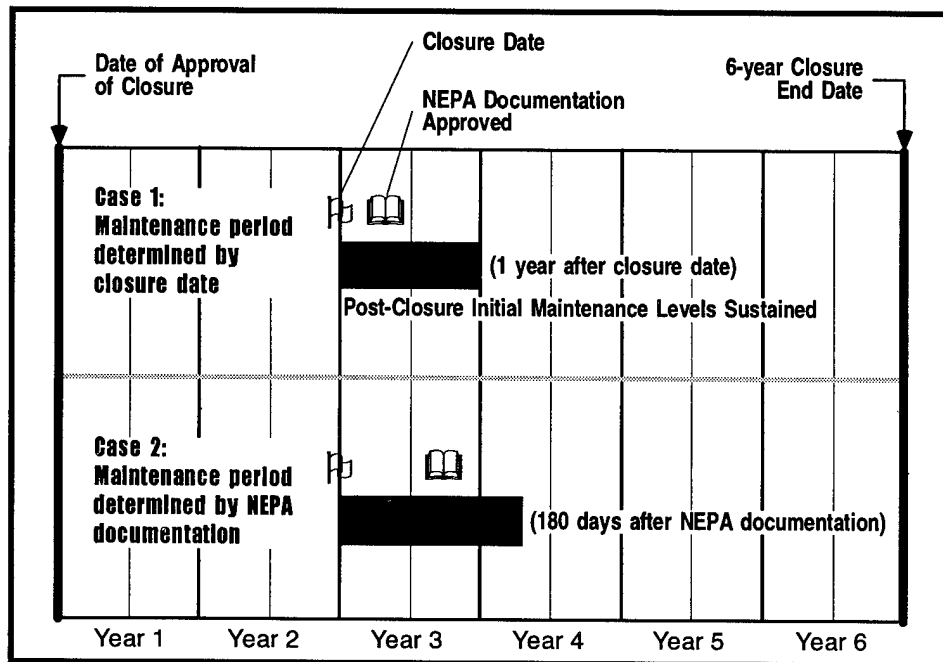 Closure Date
Date of Approval
of Closure
6-year Closure
End Date
NEPA Documentation
Approved
Case 1:
Maintenance period
determined by
closure date
(1 year after closure date)
Post-Closure Initial Maintenance Levels Sustained
Case 2:
Maintenance period
determined by NEPA
documentation
(180 days after NEPA documentation)
Year 1
Year 2
Year 3
Year 4
Year 5
Year 6